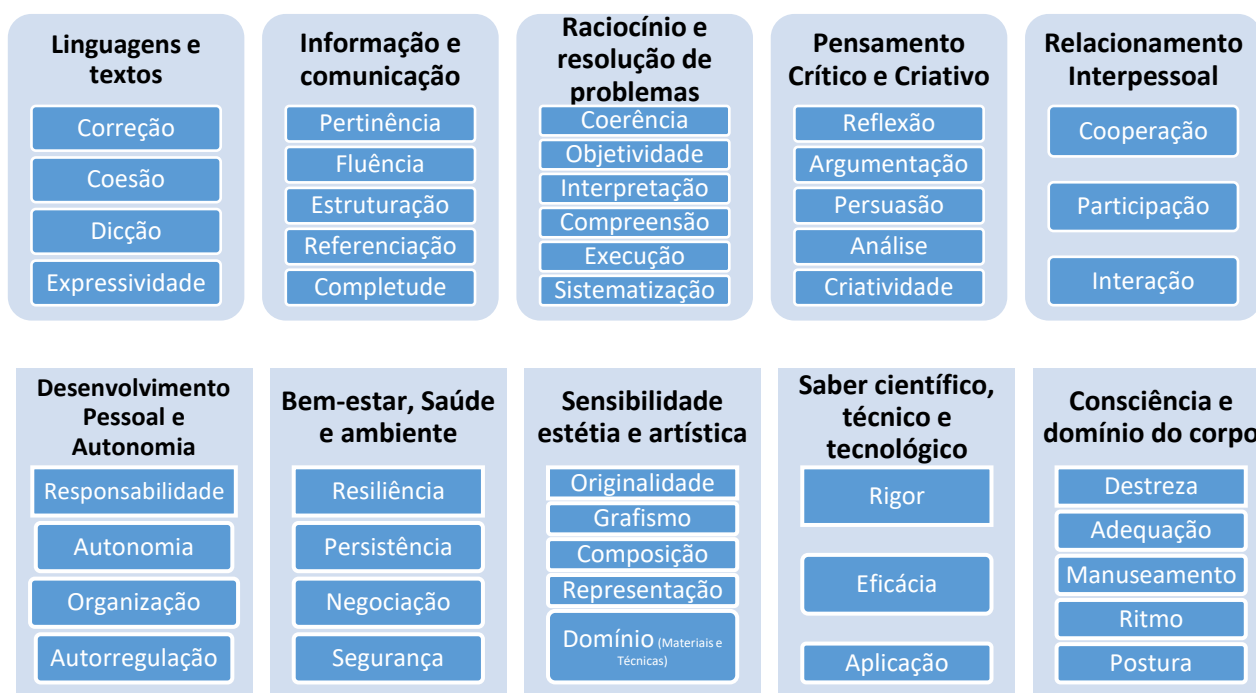 Linguagens e
textos
Correção
Coesão
Dicção
Expressividade
Informação e
comunicação
Pertinência
Fluência
Estruturação
Referenciação
Completude
Raciocínio e
resolução de
problemas
Coerência
Objetividade
Interpretação
Compreensão
Execução
Sistematização
Pensamento
Crítico e Criativo
Reflexão
Argumentação
Persuasão
Análise
Criatividade
Relacionamento
Interpessoal
Cooperação
Participação
Interação
Desenvolvimento
Pessoal e
Autonomia
Responsabilidade
Autonomia
Organização
Autorregulação
Bem-estar, Saúde
e ambiente
Resiliência
Persistência
Negociação
Segurança
Sensibilidade
estétia e artística
Originalidade
Grafismo
Composição
Representação
Domínio (Materiais e
Técnicas)
Saber científico,
técnico e
tecnológico
Rigor
Eficácia
Aplicação
Consciência e
domínio do corpo
Destreza
Adequação
Manuseamento
Ritmo
Postura